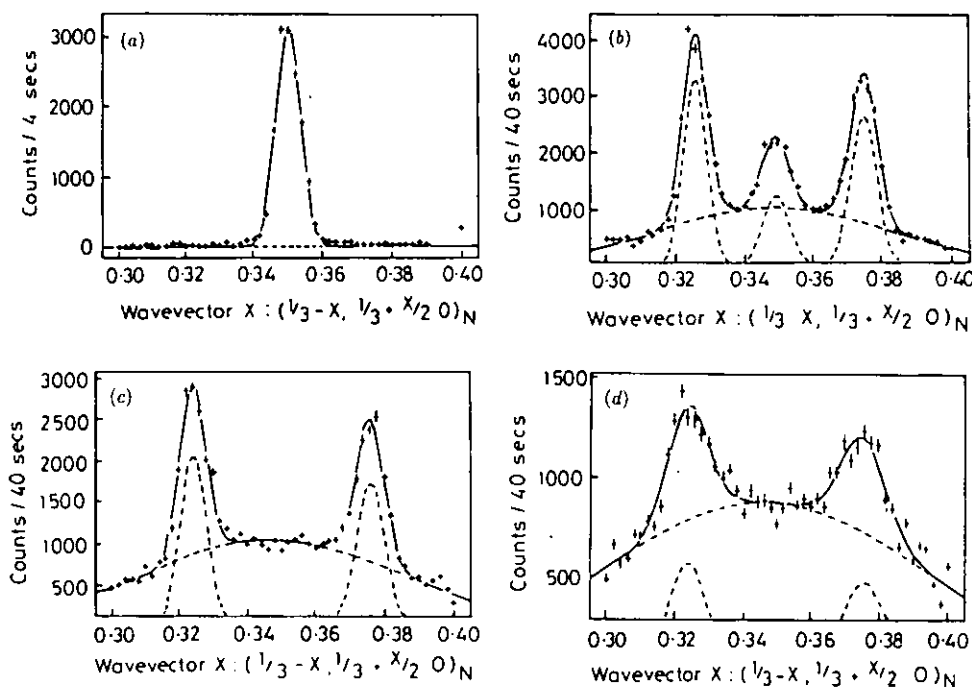 (a)
3000
2000
1000
0
Counts / 4 secs
0·30 0·32 0·34 0·36 0·38 0·40
Wavevector X : (1/3 - X, 1/3 + X/2 0)N
(b)
4000
3000
2000
1000
Counts / 40 secs
0·30 0·32 0·34 0·36 0·38 0·40
Wavevector X : (1/3 X, 1/3 + X/2 0)N
(c)
3000
2500
2000
1500
1000
500
Counts / 40 secs
0·30 0·32 0·34 0·36 0·38 0·40
Wavevector X : (1/3 - X, 1/3 + X/2 0)N
(d)
1500
1000
500
Counts / 40 secs
0·30 0·32 0·34 0·36 0·38 0·40
Wavevector X : (1/3 - X, 1/3 + X/2 0)N